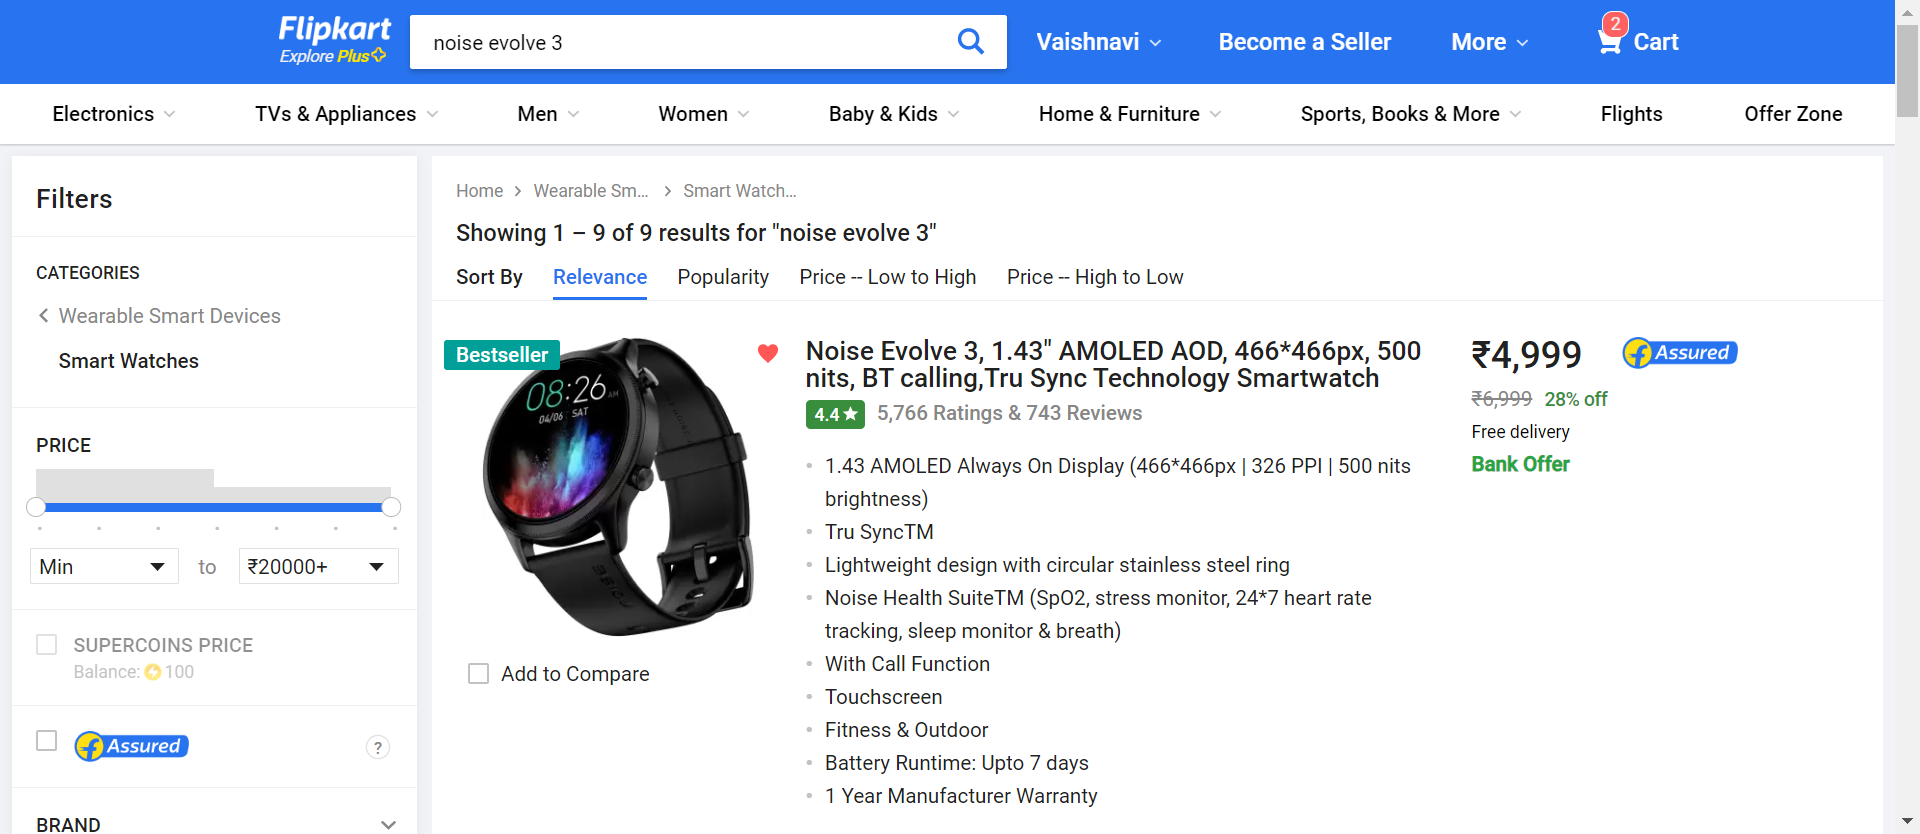 Flipkart
Explore Plus
noise evolve 3
Vaishnavi
Become a Seller
More
2
Cart
Electronics
TVs & Appliances
Men
Women
Baby & Kids
Home & Furniture
Sports, Books & More
Flights
Offer Zone
Filters
CATEGORIES
Wearable Smart Devices
Smart Watches
PRICE
Min
to
₹20000+
SUPERCOINS PRICE
Balance: 100
Assured
?
BRAND
Home
Wearable Sm...
Smart Watch...
Showing 1 – 9 of 9 results for "noise evolve 3"
Sort By
Relevance
Popularity
Price -- Low to High
Price -- High to Low
Bestseller
08:26 AM
04/06 SAT
noise
Add to Compare
Noise Evolve 3, 1.43" AMOLED AOD, 466*466px, 500
nits, BT calling,Tru Sync Technology Smartwatch
4.4★
5,766 Ratings & 743 Reviews
1.43 AMOLED Always On Display (466*466px | 326 PPI | 500 nits
brightness)
Tru SyncTM
Lightweight design with circular stainless steel ring
Noise Health SuiteTM (SpO2, stress monitor, 24*7 heart rate
tracking, sleep monitor & breath)
With Call Function
Touchscreen
Fitness & Outdoor
Battery Runtime: Upto 7 days
1 Year Manufacturer Warranty
₹4,999
Assured
₹6,999 28% off
Free delivery
Bank Offer